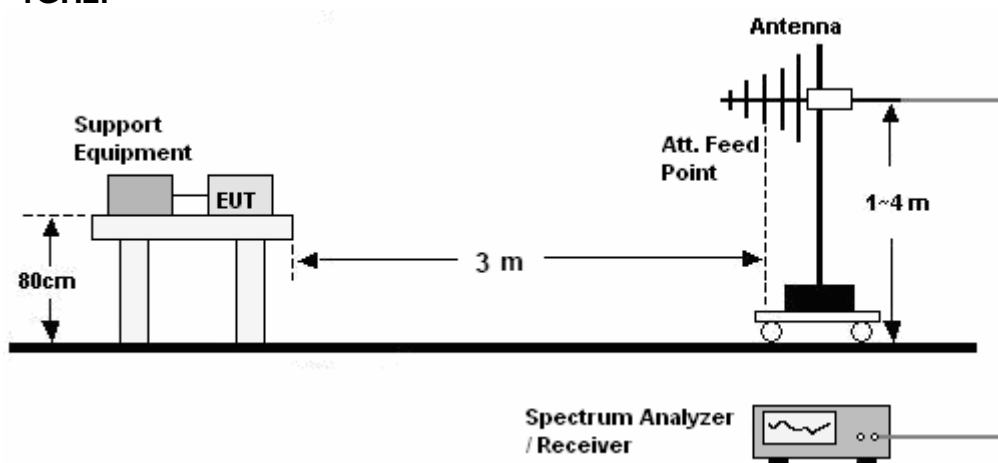 Antenna
Support
Equipment
Att. Feed
Point
EUT
1~4 m
3 m
80cm
Spectrum Analyzer
/ Receiver